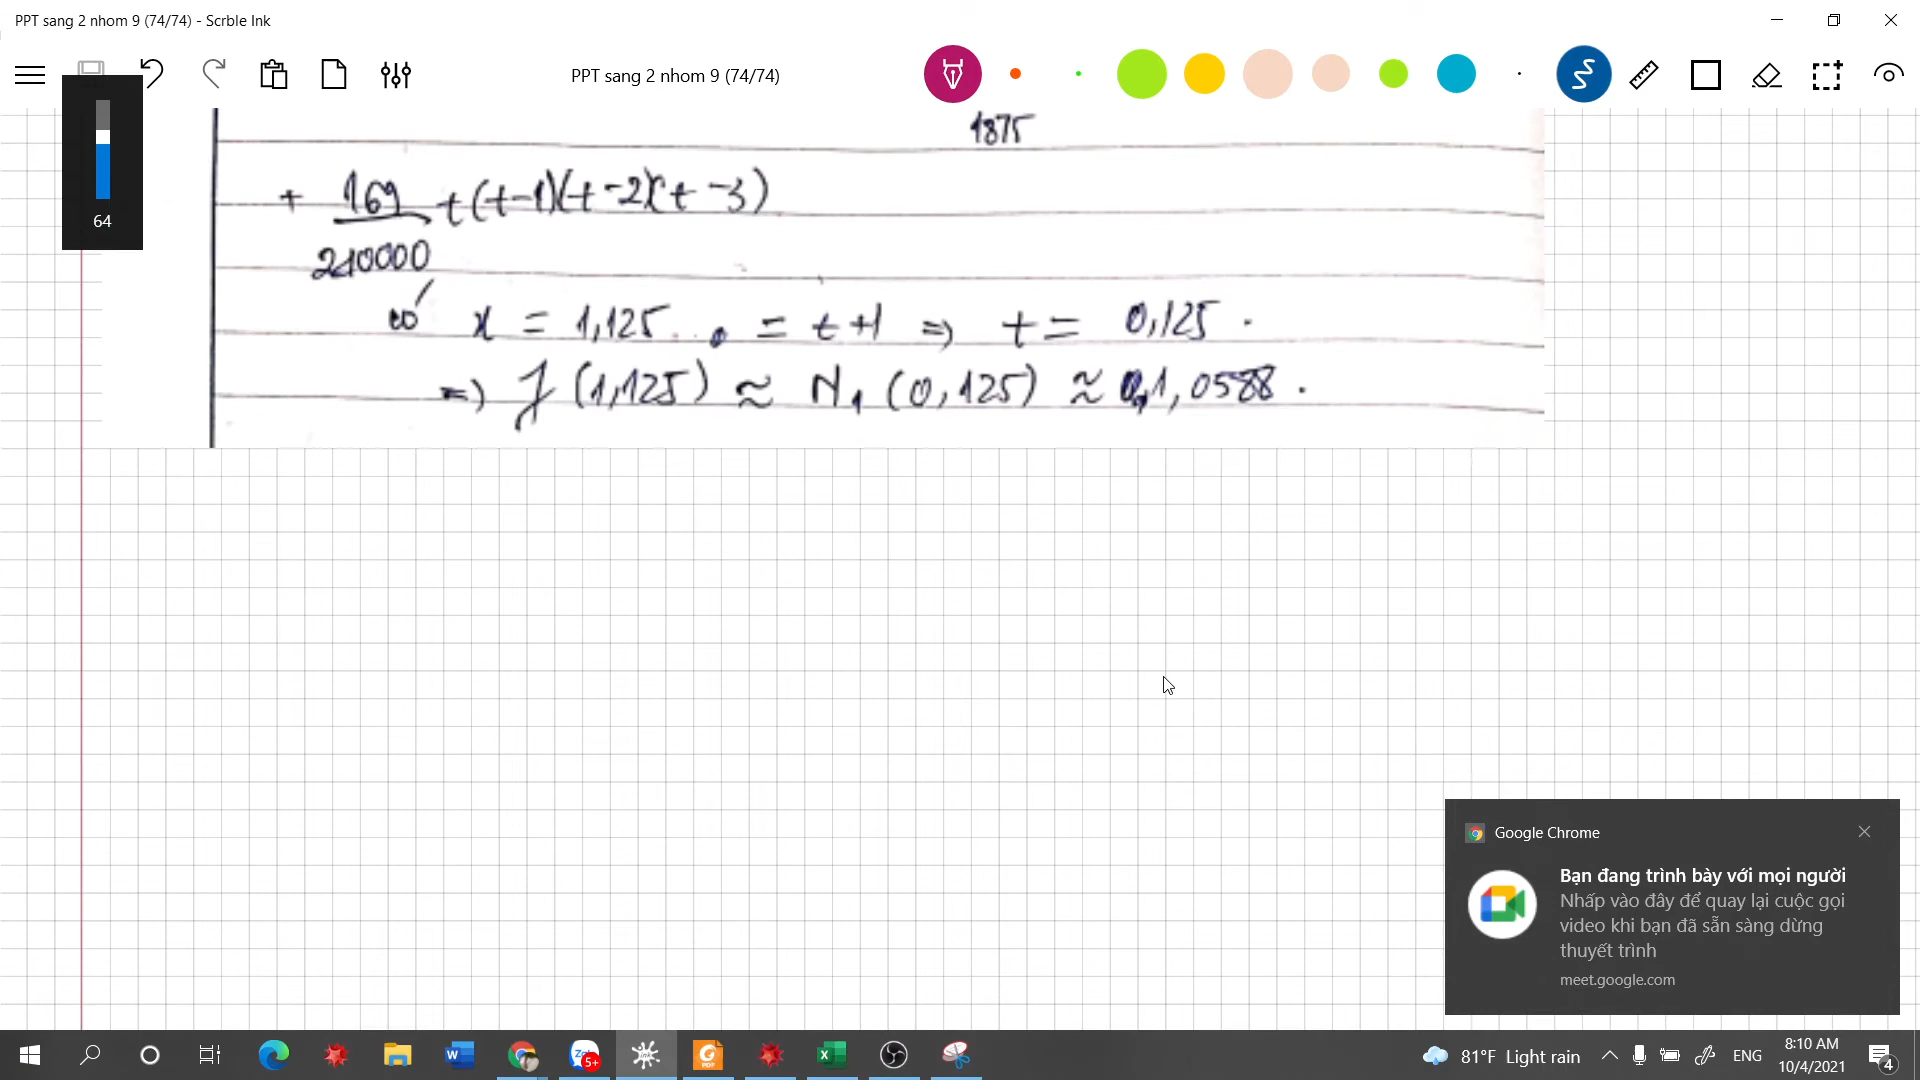 PPT sang 2 nhom 9 (74/74) - Scrble Ink
PPT sang 2 nhom 9 (74/74)
64
1875
+ 169/210000 t(t-1)(t-2)(t-3)
có x = 1,125 = t+1 => t = 0,125.
=> f(1,125) ≈ N₁(0,125) ≈ 1,0588.
Google Chrome
Bạn đang trình bày với mọi người
Nhấp vào đây để quay lại cuộc gọi
video khi bạn đã sẵn sàng dừng
thuyết trình
meet.google.com
5+
81°F Light rain
ENG
8:10 AM
10/4/2021
4